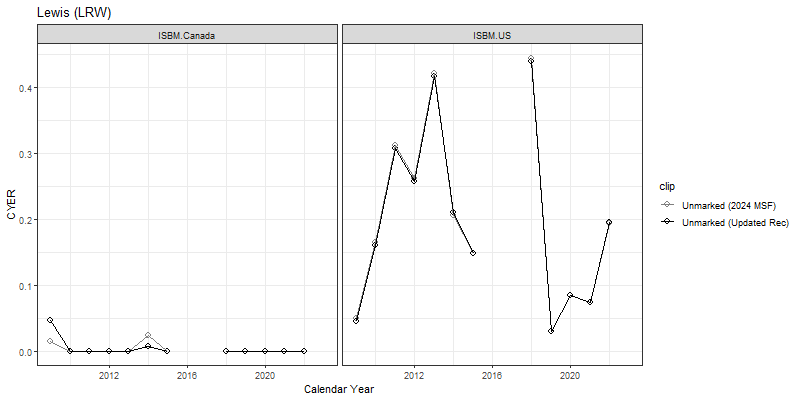 Lewis (LRW)
ISBM.Canada
ISBM.US
CYER
0.4
0.3
0.2
0.1
0.0
2012
2016
2020
2012
2016
2020
Calendar Year
clip
Unmarked (2024 MSF)
Unmarked (Updated Rec)